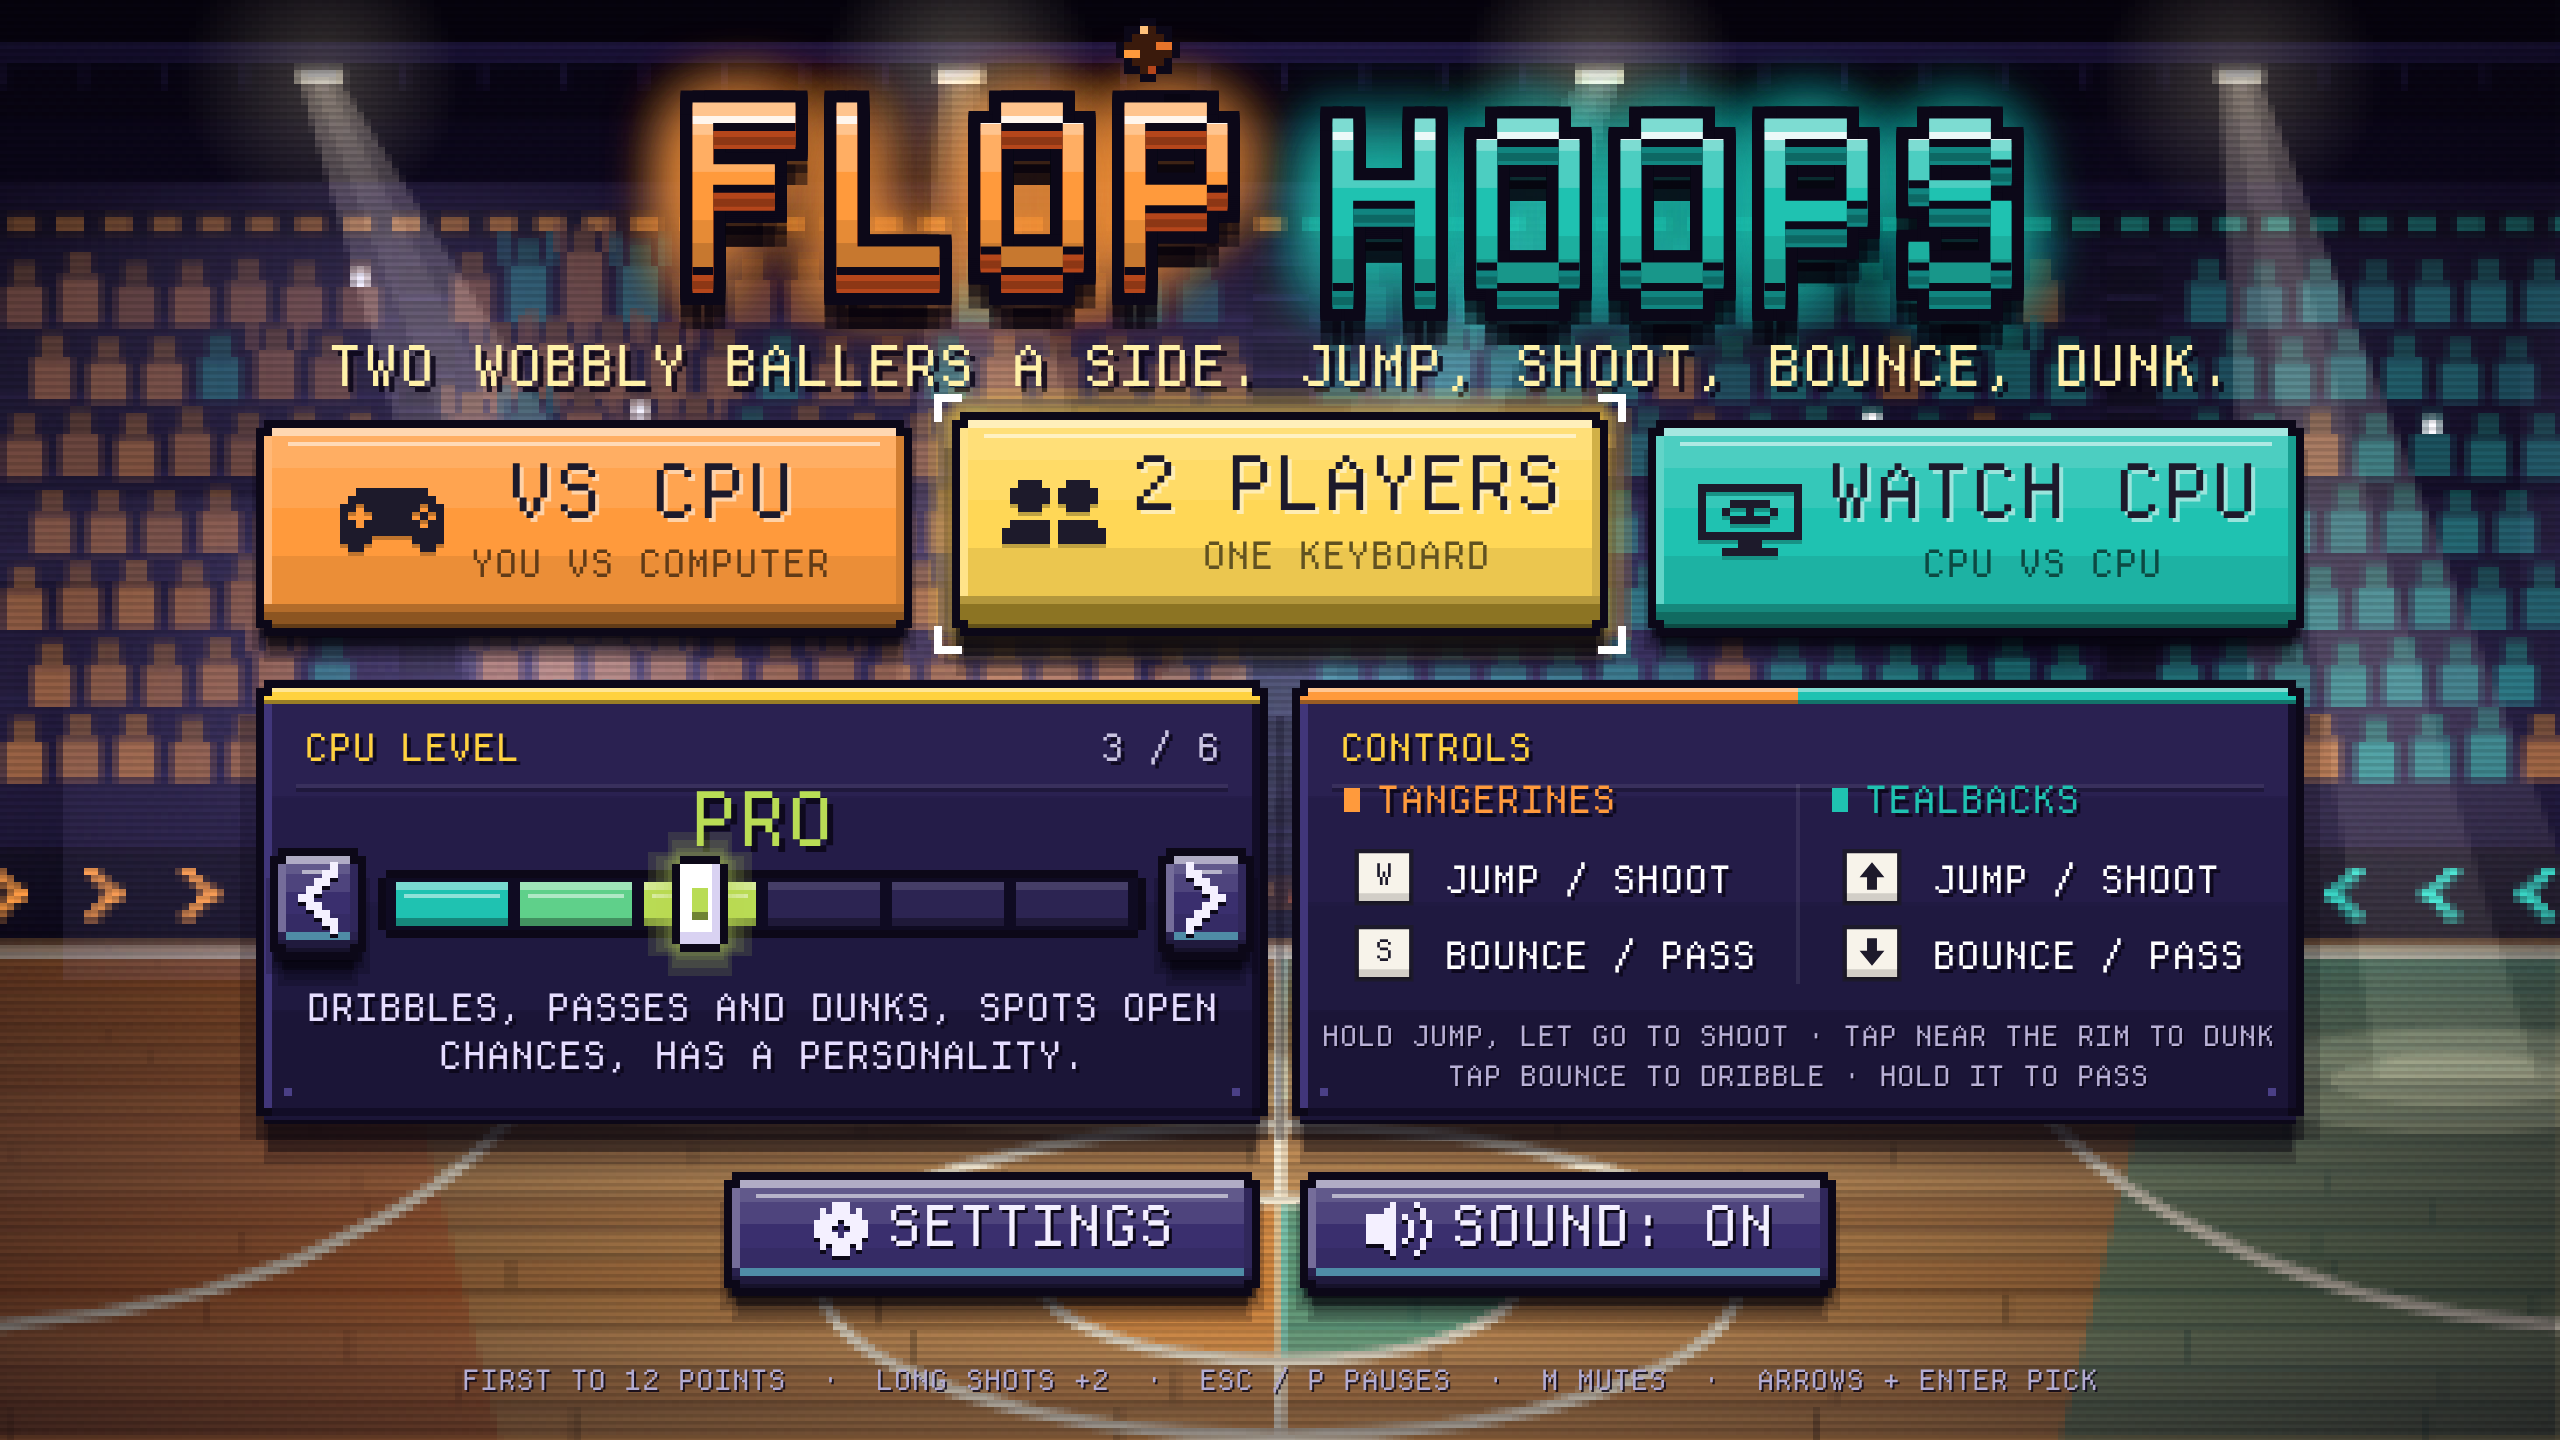 FLOP HOOPS
TWO WOBBLY BALLERS A SIDE. JUMP, SHOOT, BOUNCE, DUNK.
VS CPU
YOU VS COMPUTER
2 PLAYERS
ONE KEYBOARD
WATCH CPU
CPU VS CPU
CPU LEVEL
3 / 6
PRO
DRIBBLES, PASSES AND DUNKS, SPOTS OPEN
CHANCES, HAS A PERSONALITY.
CONTROLS
TANGERINES
W JUMP / SHOOT
S BOUNCE / PASS
TEALBACKS
↑ JUMP / SHOOT
↓ BOUNCE / PASS
HOLD JUMP, LET GO TO SHOOT · TAP NEAR THE RIM TO DUNK
TAP BOUNCE TO DRIBBLE · HOLD IT TO PASS
SETTINGS
SOUND: ON
FIRST TO 12 POINTS · LONG SHOTS +2 · ESC / P PAUSES · M MUTES · ARROWS + ENTER PICK